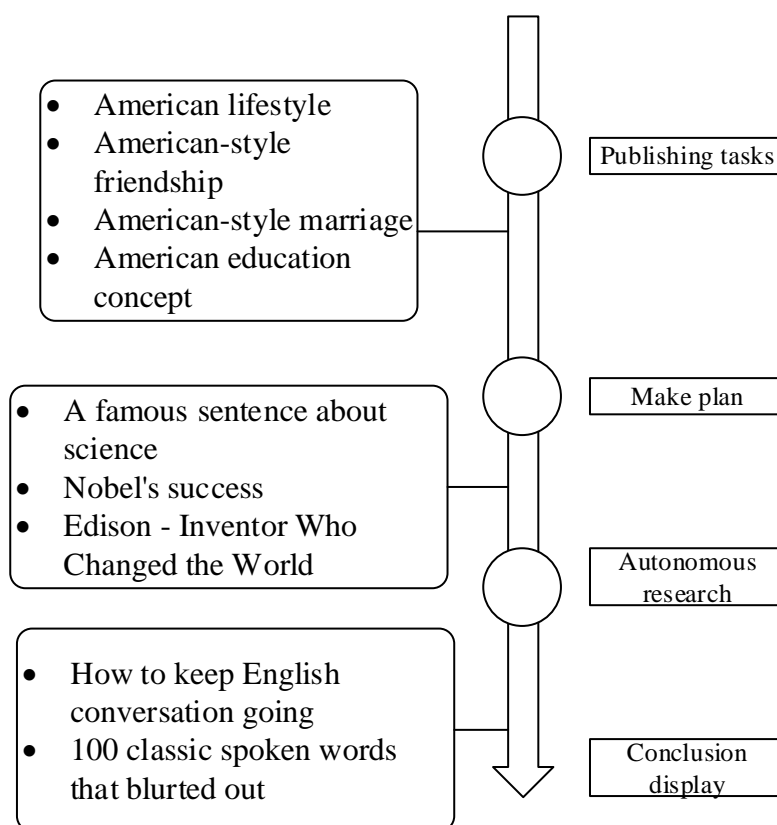 • American lifestyle
• American-style
friendship
• American-style marriage
• American education
concept
Publishing tasks
Make plan
• A famous sentence about
science
• Nobel's success
• Edison - Inventor Who
Changed the World
Autonomous
research
• How to keep English
conversation going
• 100 classic spoken words
that blurted out
Conclusion
display